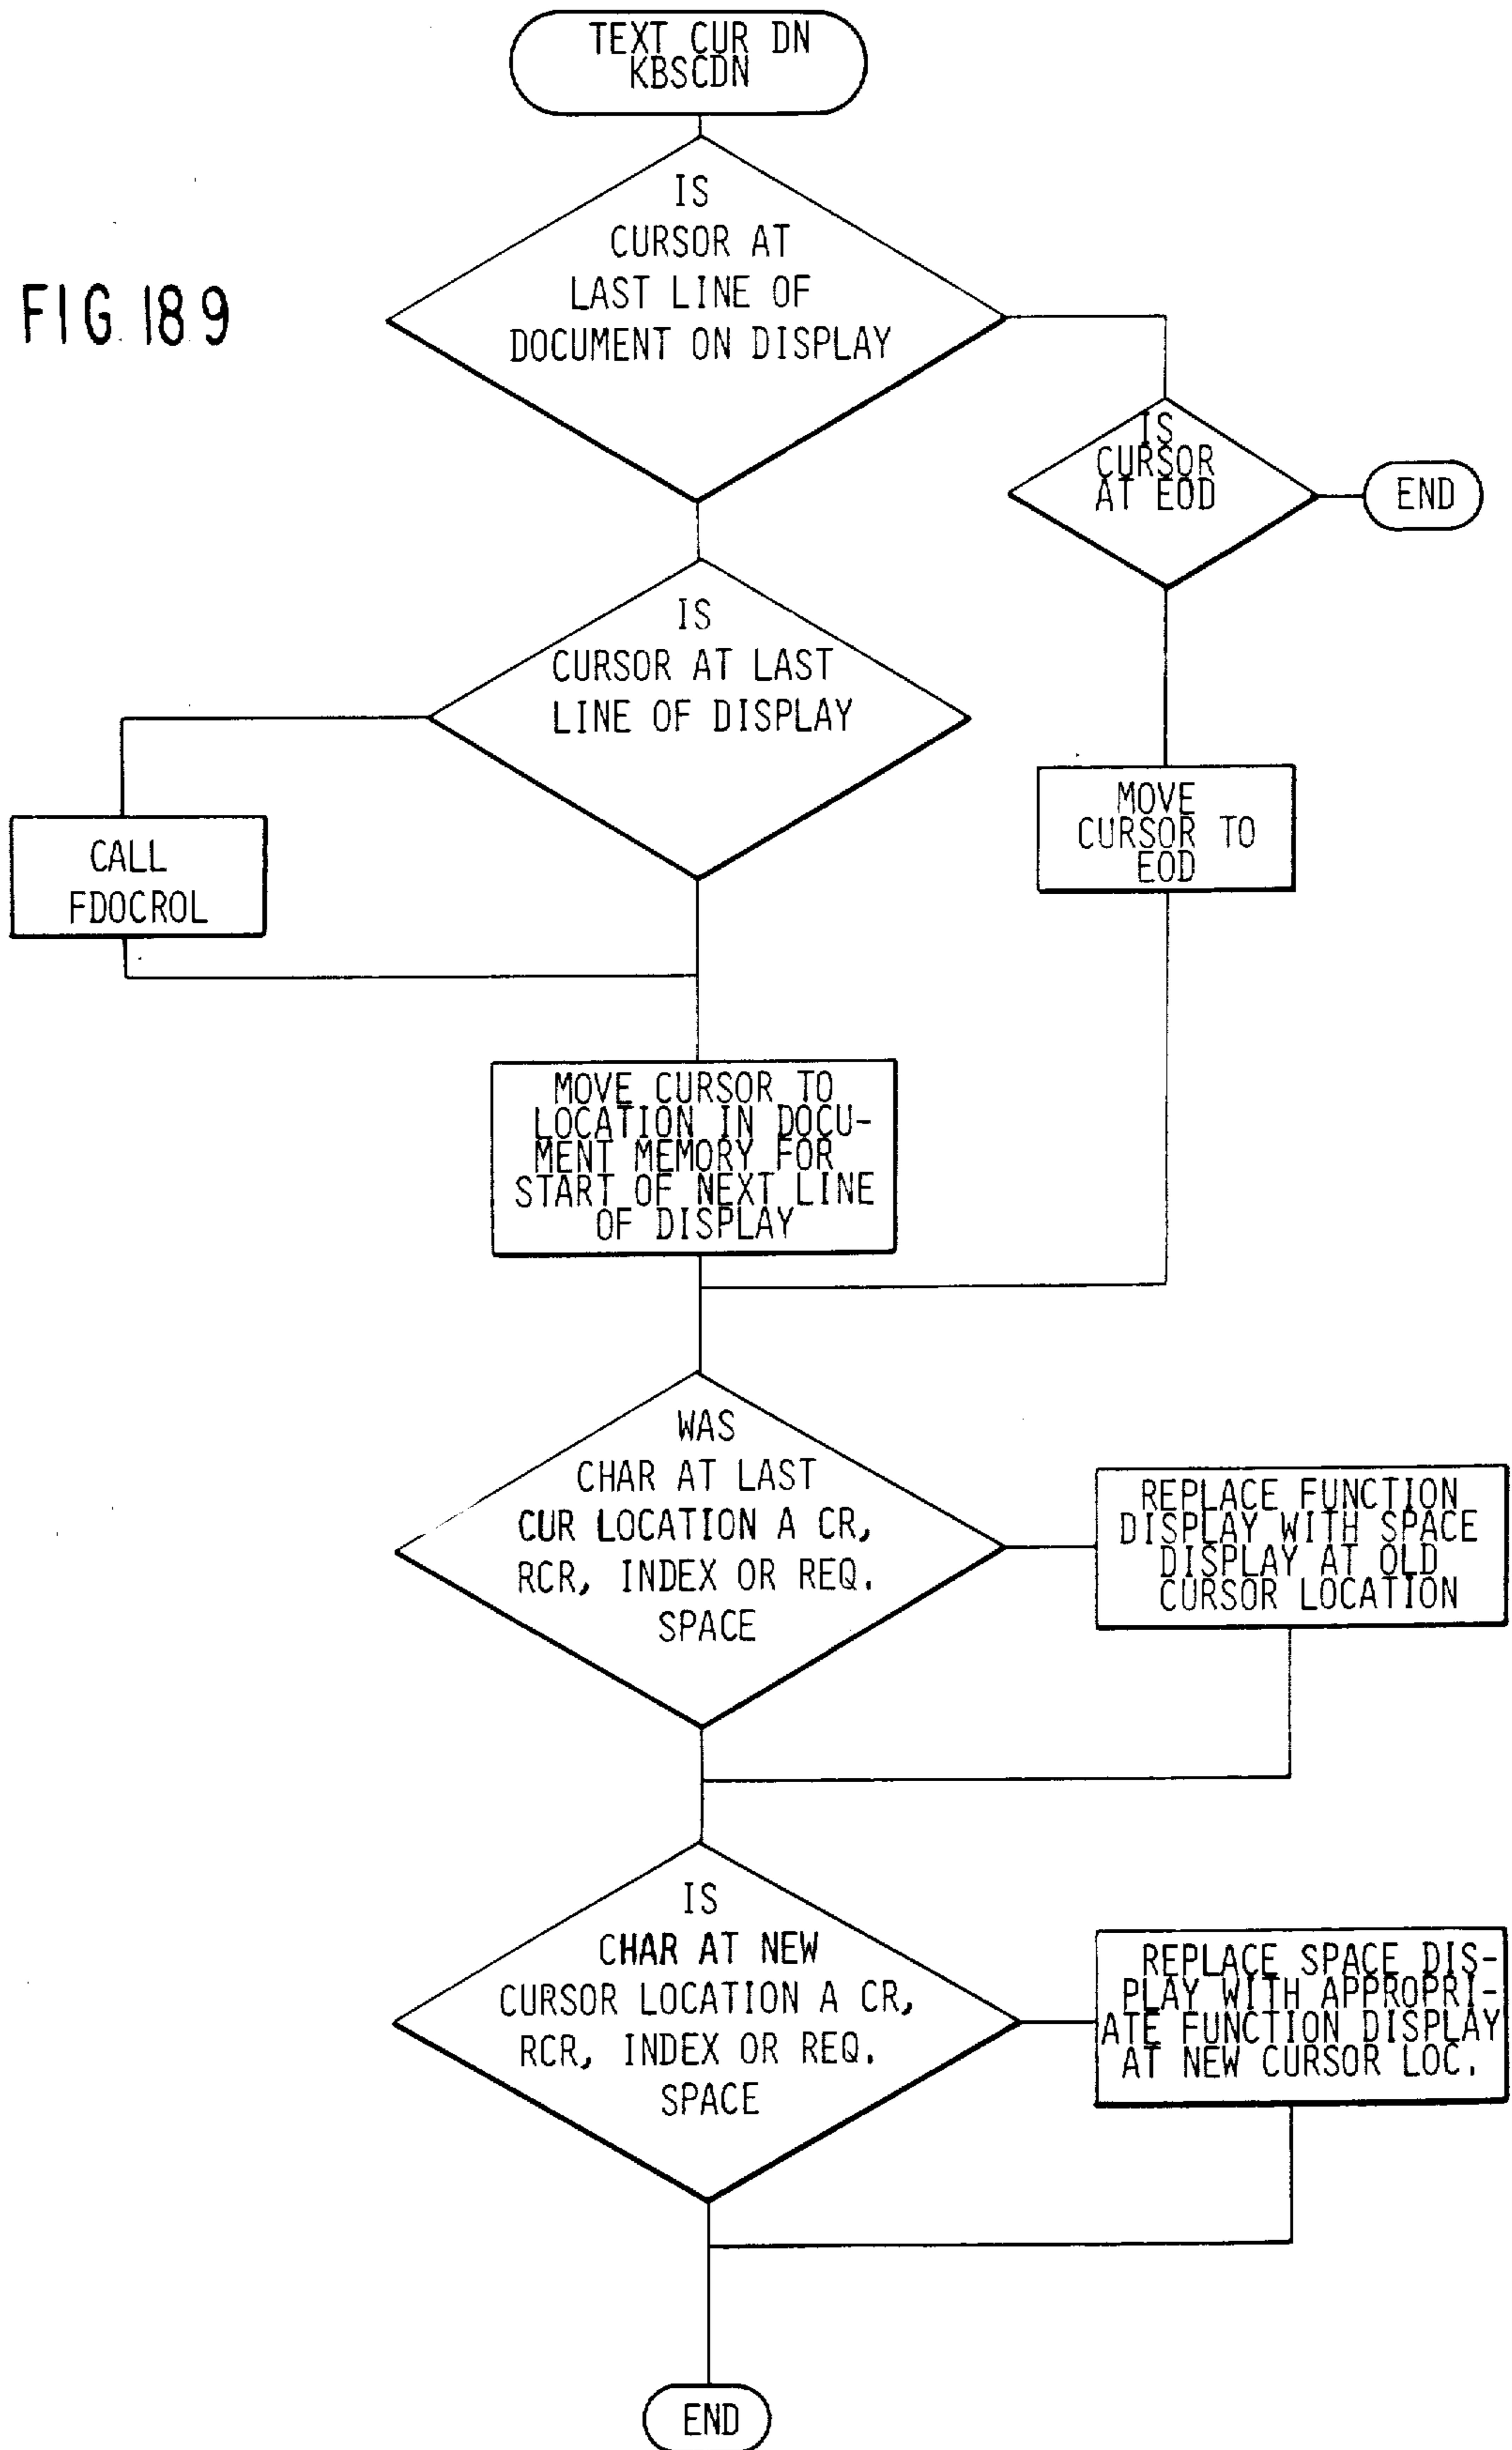 TEXT CUR DN
KBSCDN
IS
CURSOR AT
LAST LINE OF
DOCUMENT ON DISPLAY
FIG. 189
IS
CURSOR
AT EOD
END
IS
CURSOR AT LAST
LINE OF DISPLAY
MOVE
CURSOR TO
EOD
CALL
FDOCROL
MOVE CURSOR TO
LOCATION IN DOCU-
MENT MEMORY FOR
START OF NEXT LINE
OF DISPLAY
WAS
CHAR AT LAST
CUR LOCATION A CR,
RCR, INDEX OR REQ.
SPACE
REPLACE FUNCTION
DISPLAY WITH SPACE
DISPLAY AT OLD
CURSOR LOCATION
IS
CHAR AT NEW
CURSOR LOCATION A CR,
RCR, INDEX OR REQ.
SPACE
REPLACE SPACE DIS-
PLAY WITH APPROPRI-
ATE FUNCTION DISPLAY
AT NEW CURSOR LOC.
END